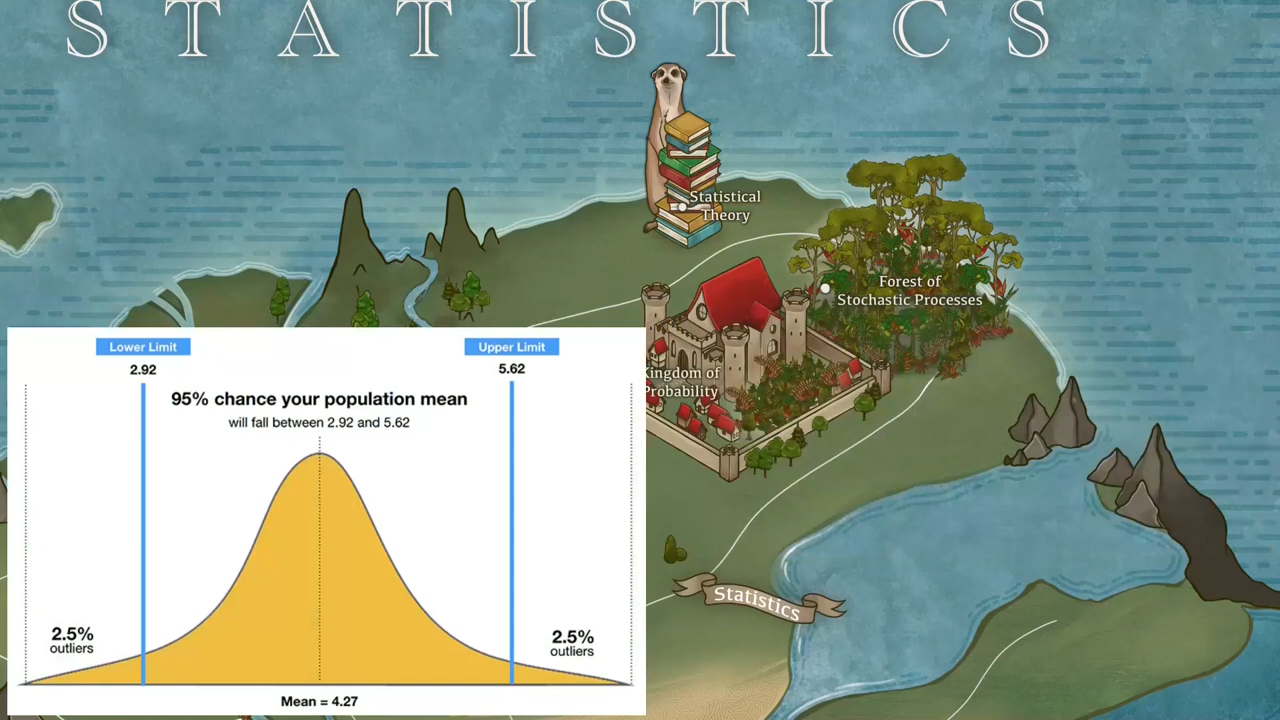 STATISTICS
Statistical
Theory
Forest of
Stochastic Processes
Kingdom of
Probability
Statistics
Lower Limit
Upper Limit
2.92
5.62
95% chance your population mean
will fall between 2.92 and 5.62
2.5%
outliers
2.5%
outliers
Mean = 4.27